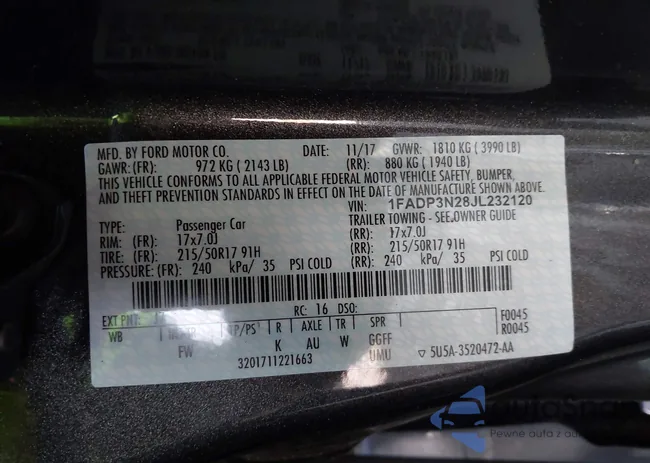 MFD. BY FORD MOTOR CO. DATE: 11/17 GVWR: 1810 KG ( 3990 LB)
GAWR: (FR): 972 KG ( 2143 LB) (RR): 880 KG ( 1940 LB)
THIS VEHICLE CONFORMS TO ALL APPLICABLE FEDERAL MOTOR VEHICLE SAFETY, BUMPER,
AND THEFT PREVENTION STANDARDS IN EFFECT ON THE DATE OF MANUFACTURE SHOWN ABOVE.
VIN: 1FADP3N28JL232120
TYPE: Passenger Car TRAILER TOWING - SEE OWNER GUIDE
RIM: (FR): 17x7.0J (RR): 17x7.0J
TIRE: (FR): 215/50R17 91H (RR): 215/50R17 91H
PRESSURE: (FR): 240 kPa/ 35 PSI COLD (RR): 240 kPa/ 35 PSI COLD
EXT PNT: RC: 16 DSO: F0045
WB TP/PS R AXLE TR SPR R0045
FW K AU W GGFF
3201711221663 UMU ▽ 5U5A-3520472-AA
Pewne auta z